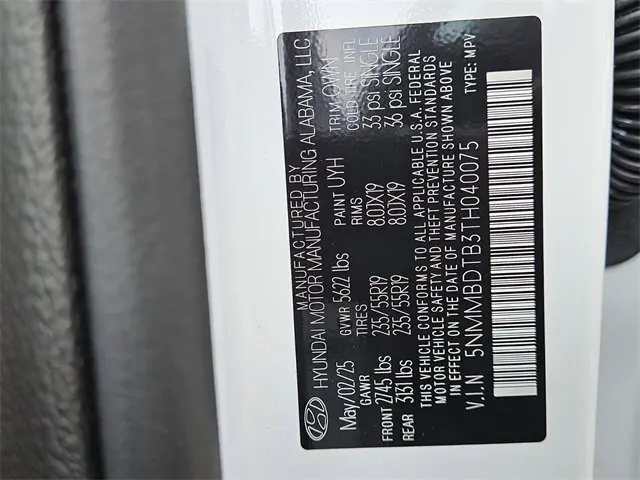 MANUFACTURED BY
HYUNDAI MOTOR MANUFACTURING ALABAMA, LLC
May/02/25 GVWR 5622 lbs PAINT UYH TRIM OWN
GAWR TIRES RIMS COLD TIRE INFL
FRONT 2745 lbs 235/55R19 8.0JX19 33 psi SINGLE
REAR 3131 lbs 235/55R19 8.0JX19 36 psi SINGLE
THIS VEHICLE CONFORMS TO ALL APPLICABLE U.S.A. FEDERAL
MOTOR VEHICLE SAFETY AND THEFT PREVENTION STANDARDS
IN EFFECT ON THE DATE OF MANUFACTURE SHOWN ABOVE
V.I.N 5NMMBDTB3TH040075 TYPE: MPV